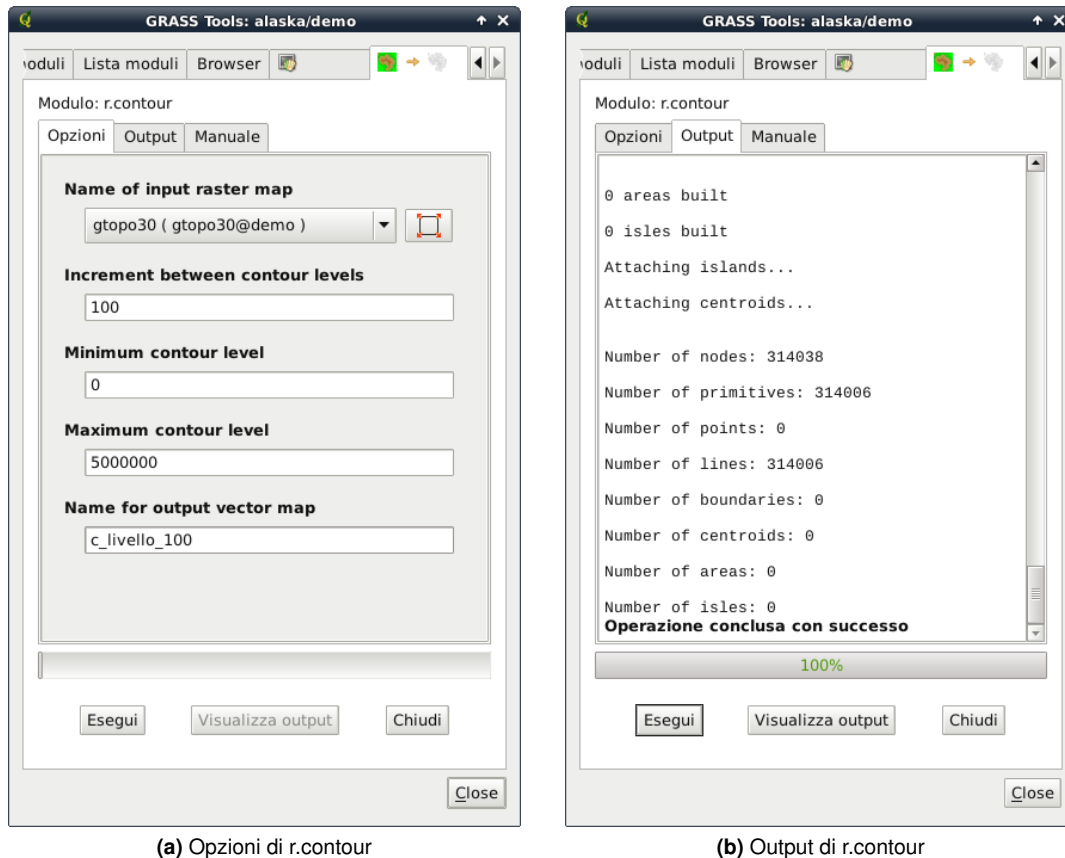 GRASS Tools: alaska/demo
oduli Lista moduli Browser
Modulo: r.contour
Opzioni Output Manuale
Name of input raster map
gtopo30 ( gtopo30@demo )
Increment between contour levels
100
Minimum contour level
0
Maximum contour level
5000000
Name for output vector map
c_livello_100
Esegui Visualizza output Chiudi
Close
(a) Opzioni di r.contour
GRASS Tools: alaska/demo
oduli Lista moduli Browser
Modulo: r.contour
Opzioni Output Manuale
0 areas built
0 isles built
Attaching islands...
Attaching centroids...
Number of nodes: 314038
Number of primitives: 314006
Number of points: 0
Number of lines: 314006
Number of boundaries: 0
Number of centroids: 0
Number of areas: 0
Number of isles: 0
Operazione conclusa con successo
100%
Esegui Visualizza output Chiudi
Close
(b) Output di r.contour